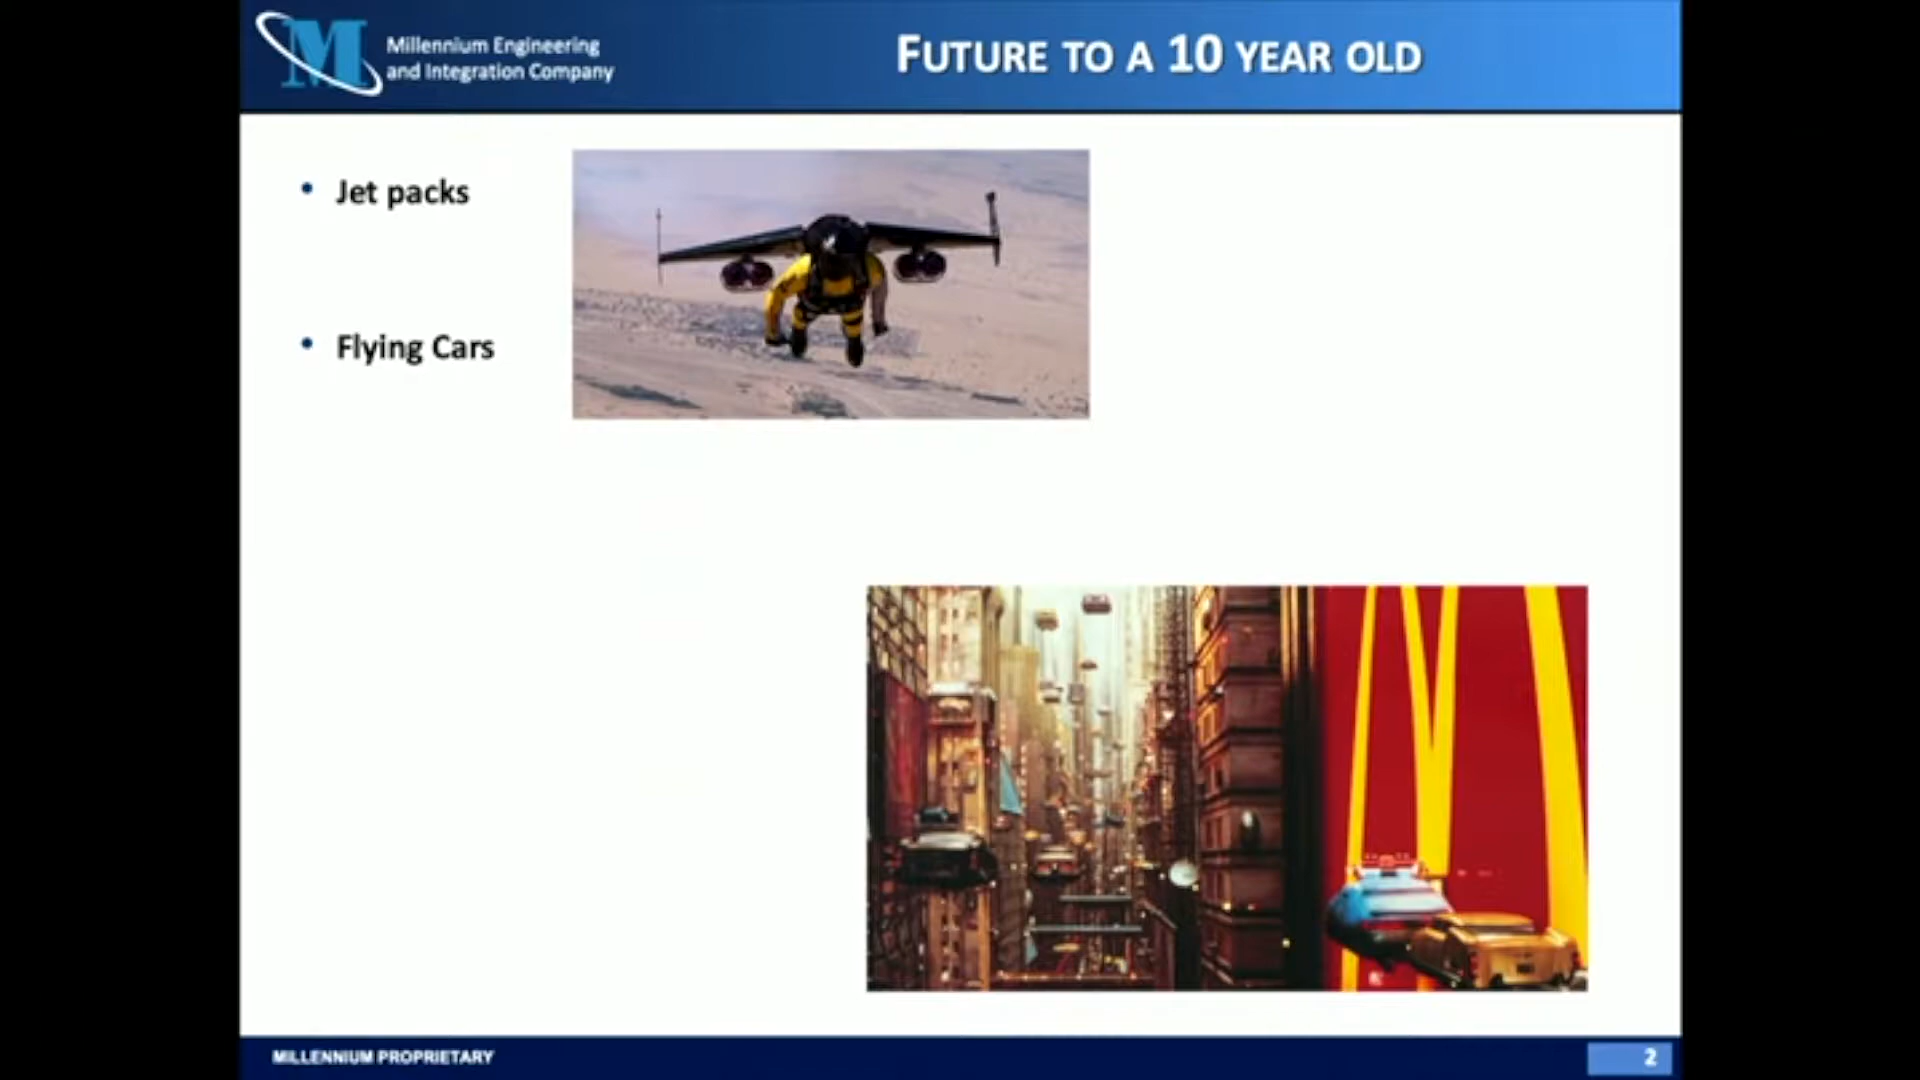 Millennium Engineering
and Integration Company
FUTURE TO A 10 YEAR OLD
• Jet packs
• Flying Cars
MILLENNIUM PROPRIETARY
2